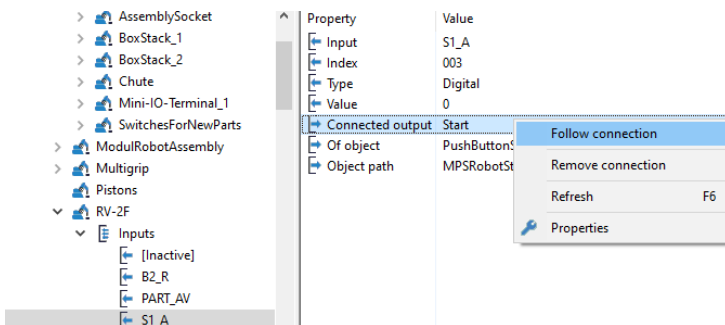 AssemblySocket
BoxStack_1
BoxStack_2
Chute
Mini-IO-Terminal_1
SwitchesForNewParts
ModulRobotAssembly
Multigrip
Pistons
RV-2F
Inputs
[Inactive]
B2_R
PART_AV
S1_A
Property Value
Input S1_A
Index 003
Type Digital
Value 0
Connected output Start
Of object PushButtonS
Object path MPSRobotSt
Follow connection
Remove connection
Refresh F6
Properties